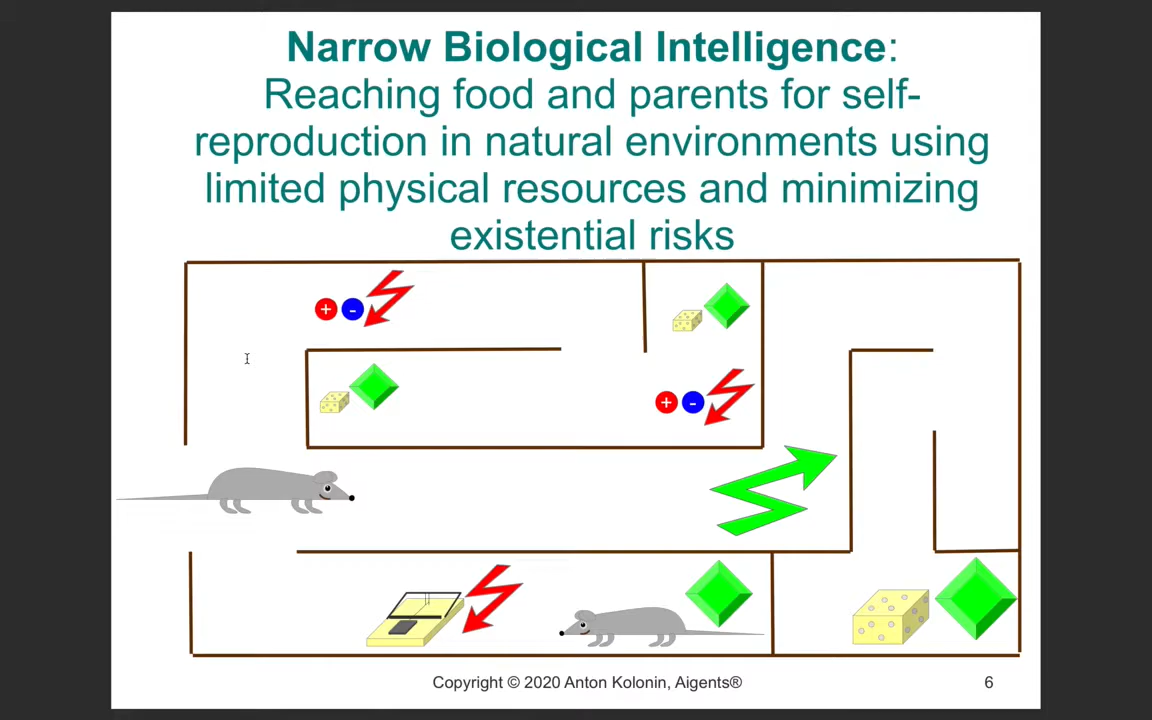 Narrow Biological Intelligence:
Reaching food and parents for self-
reproduction in natural environments using
limited physical resources and minimizing
existential risks
+ -
+ -
Copyright © 2020 Anton Kolonin, Aigents®
6